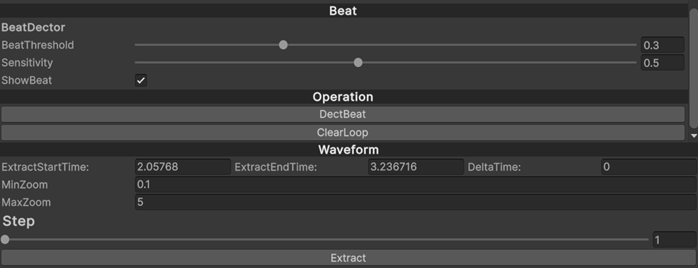 Beat
BeatDector
BeatThreshold 0.3
Sensitivity 0.5
ShowBeat
Operation
DectBeat
ClearLoop
Waveform
ExtractStartTime: 2.05768 ExtractEndTime: 3.236716 DeltaTime: 0
MinZoom 0.1
MaxZoom 5
Step
1
Extract